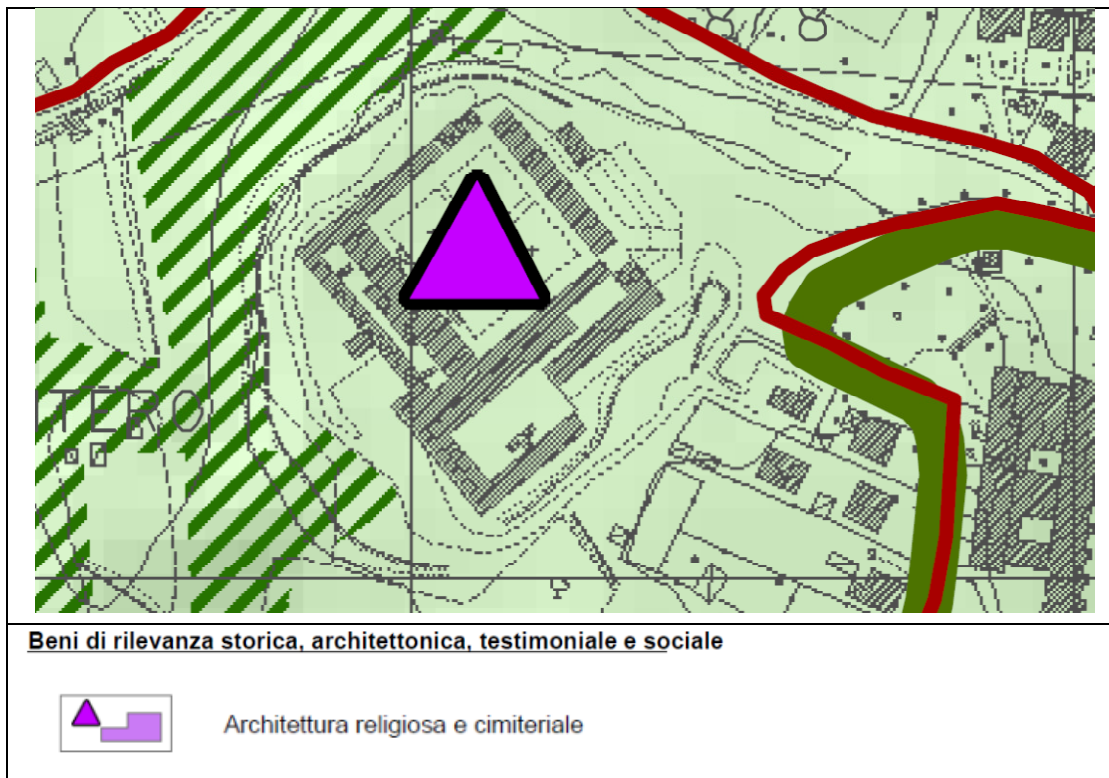 TERO
Beni di rilevanza storica, architettonica, testimoniale e sociale
Architettura religiosa e cimiteriale